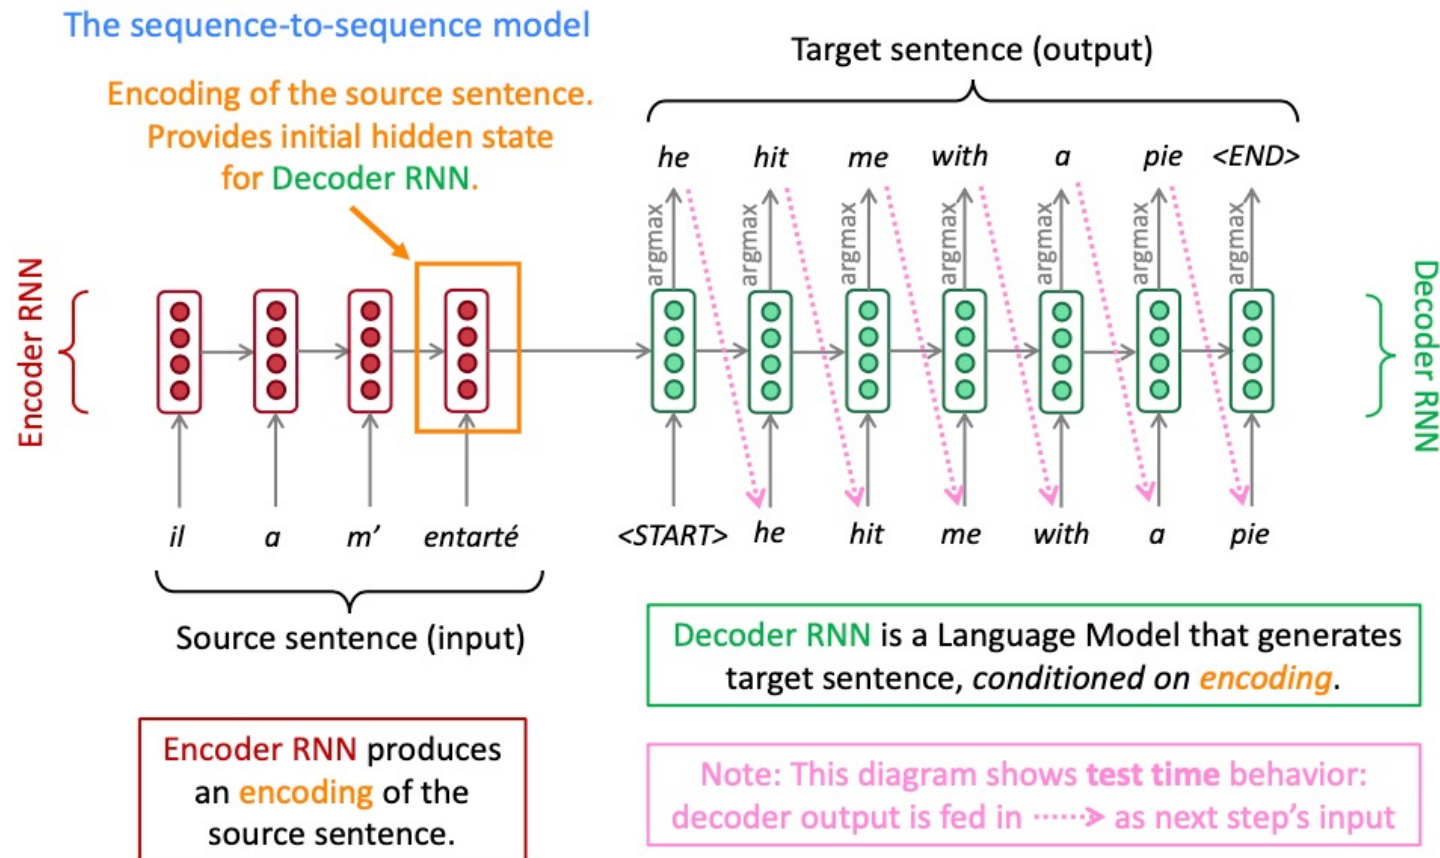 The sequence-to-sequence model
Encoding of the source sentence.
Provides initial hidden state
for Decoder RNN.
Target sentence (output)
he hit me with a pie <END>
argmax argmax argmax argmax argmax argmax argmax
Encoder RNN
Decoder RNN
il a m’ entarté
<START> he hit me with a pie
Source sentence (input)
Decoder RNN is a Language Model that generates
target sentence, conditioned on encoding.
Encoder RNN produces
an encoding of the
source sentence.
Note: This diagram shows test time behavior:
decoder output is fed in as next step’s input